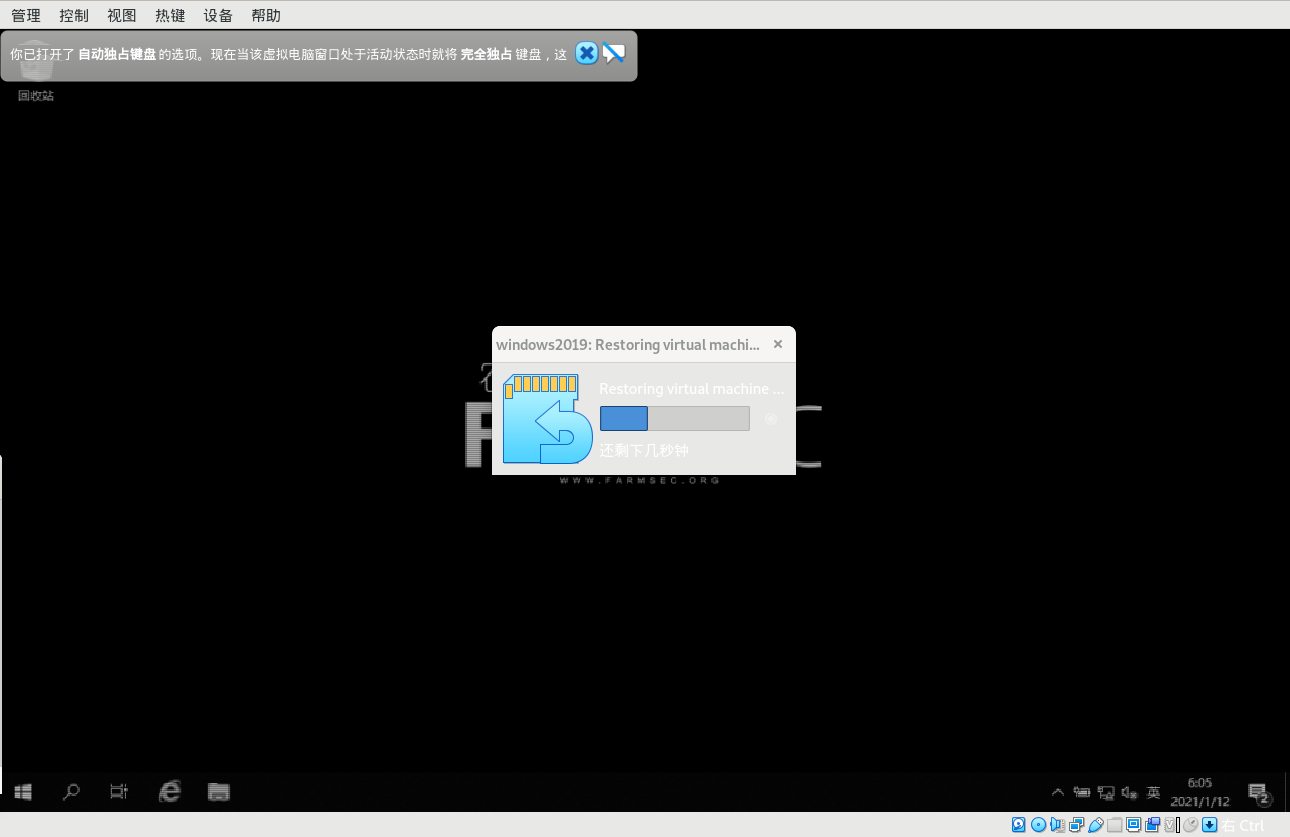 管理 控制 视图 热键 设备 帮助
你已打开了 自动独占键盘 的选项。现在当该虚拟电脑窗口处于活动状态时就将 完全独占 键盘，这
回收站
windows2019: Restoring virtual machi...
Restoring virtual machine ...
还剩下几秒钟
WWW.FARMSEC.ORG
英
6:05
2021/1/12
2
右 Ctrl